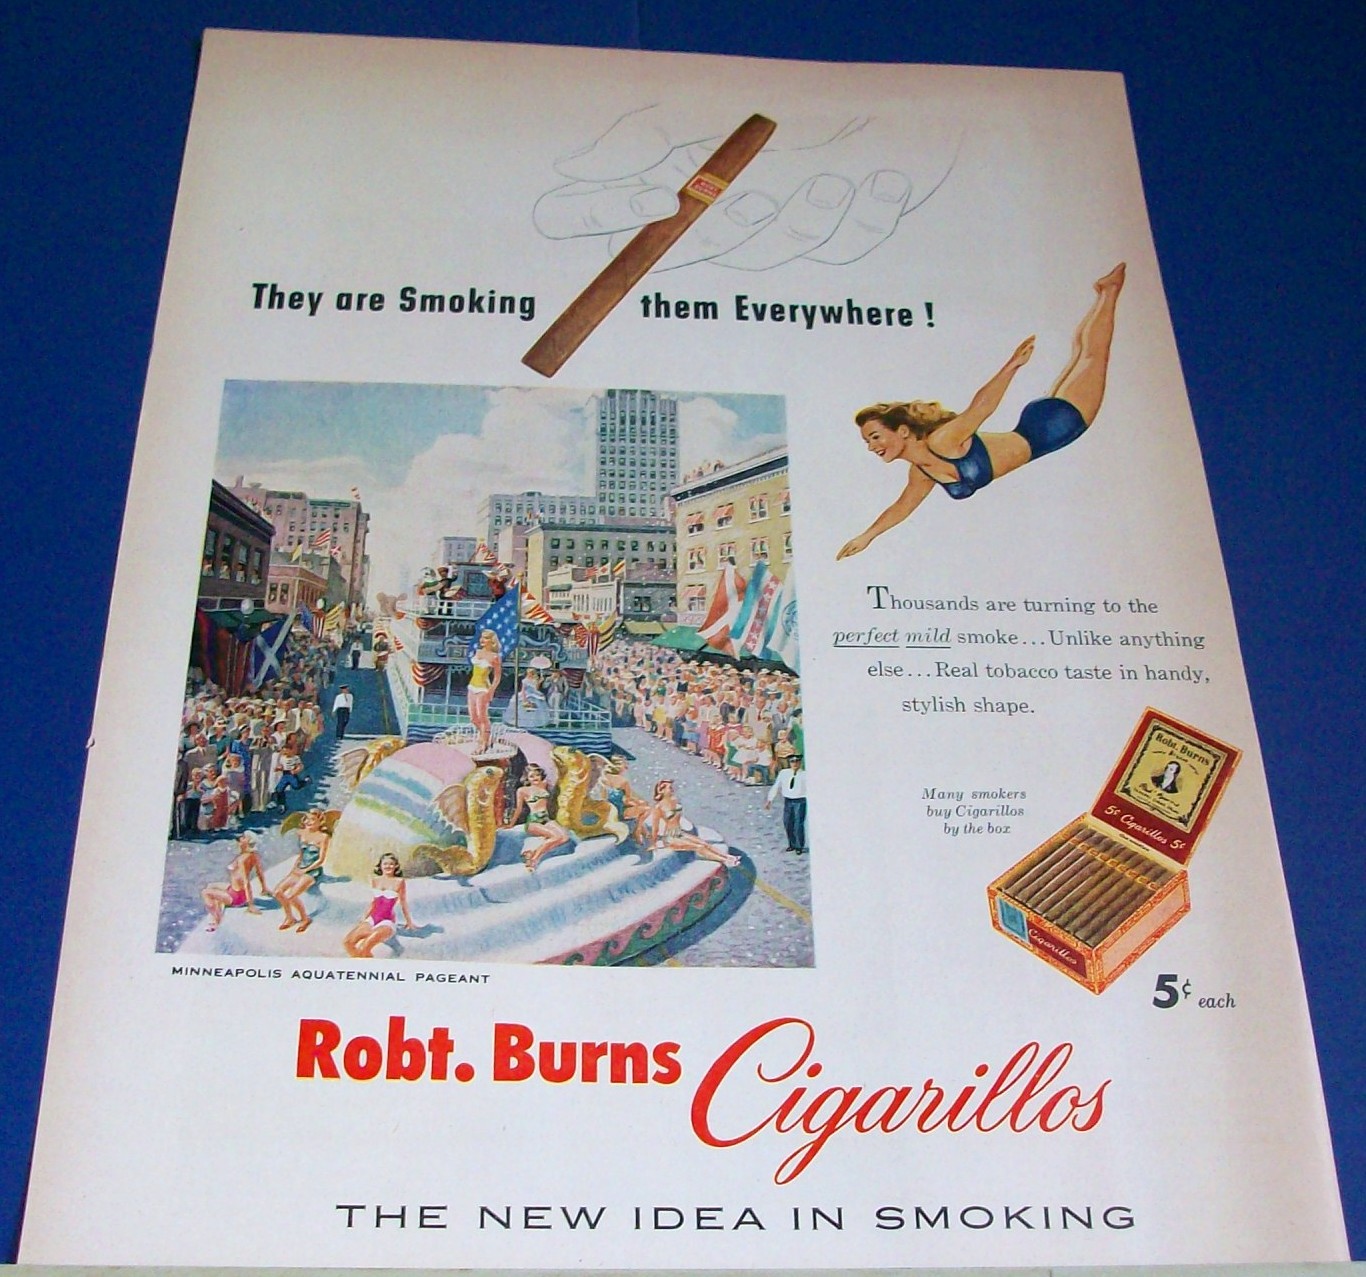 They are Smoking them Everywhere !
Thousands are turning to the
perfect mild smoke... Unlike anything
else... Real tobacco taste in handy,
stylish shape.
Many smokers
buy Cigarillos
by the box
Robt. Burns
5¢ Cigarillos 5¢
Cigarillos
5¢ each
MINNEAPOLIS AQUATENNIAL PAGEANT
Robt. Burns Cigarillos
THE NEW IDEA IN SMOKING